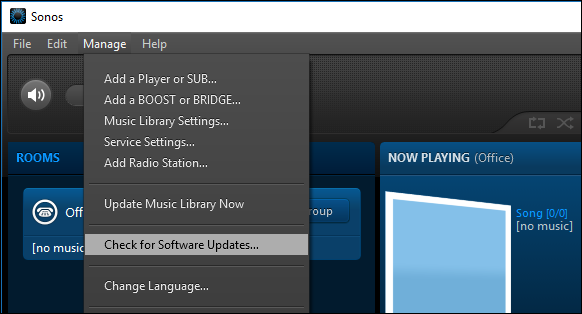 Sonos
File Edit Manage Help
Add a Player or SUB...
Add a BOOST or BRIDGE...
Music Library Settings...
Service Settings...
Add Radio Station...
Update Music Library Now
Check for Software Updates...
Change Language...
ROOMS
Off
[no music
roup
NOW PLAYING (Office)
Song [0/0]
[no music]